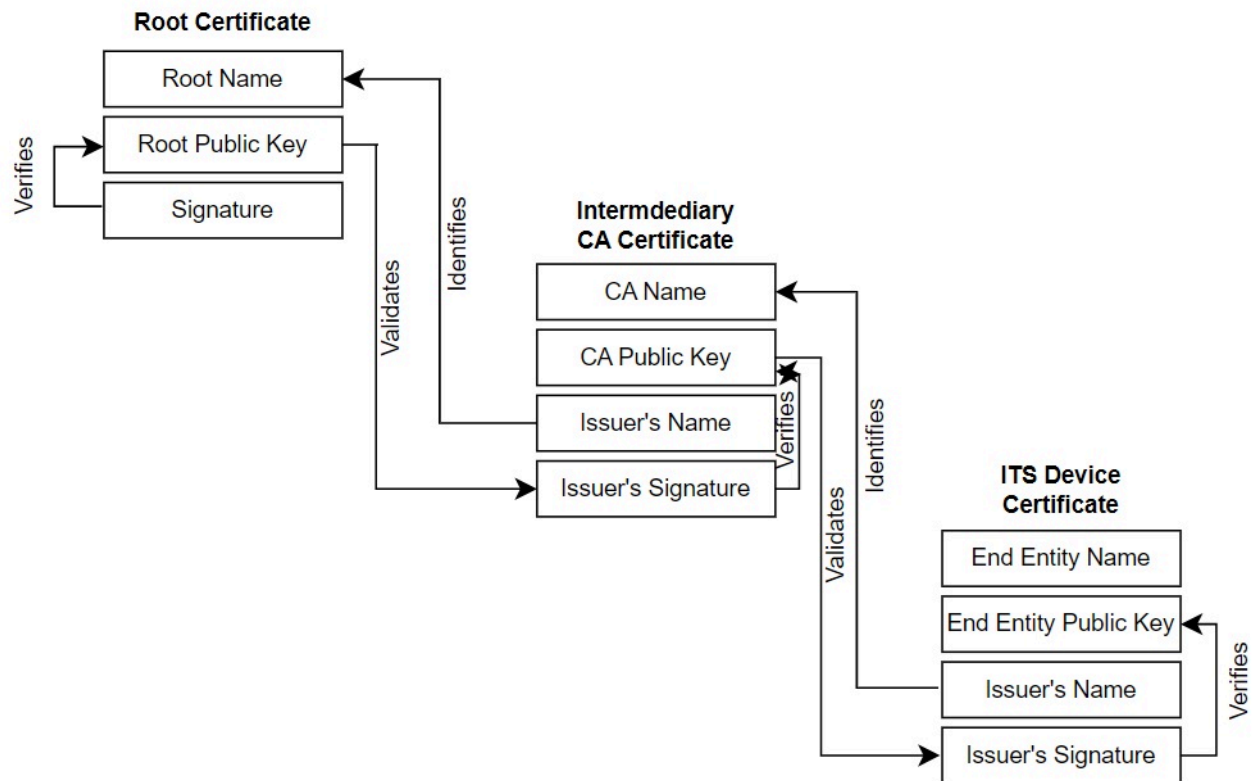 Root Certificate
Root Name
Root Public Key
Signature
Verifies
Validates
Identifies
Intermdediary
CA Certificate
CA Name
CA Public Key
Issuer's Name
Issuer's Signature
Verifies
Validates
Identifies
ITS Device
Certificate
End Entity Name
End Entity Public Key
Issuer's Name
Issuer's Signature
Verifies